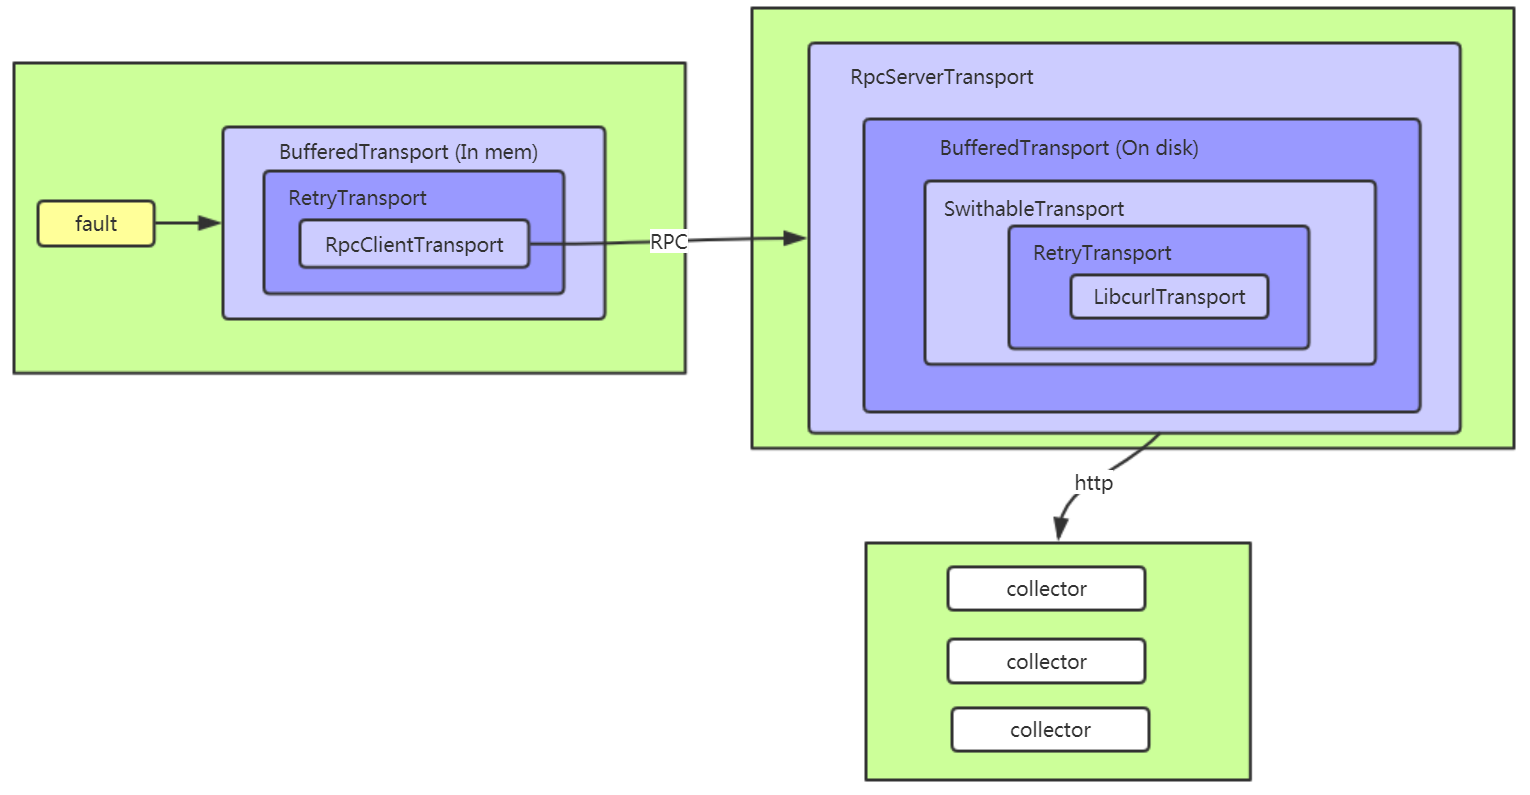 fault
BufferedTransport (In mem)
RetryTransport
RpcClientTransport
RPC
RpcServerTransport
BufferedTransport (On disk)
SwithableTransport
RetryTransport
LibcurlTransport
http
collector
collector
collector